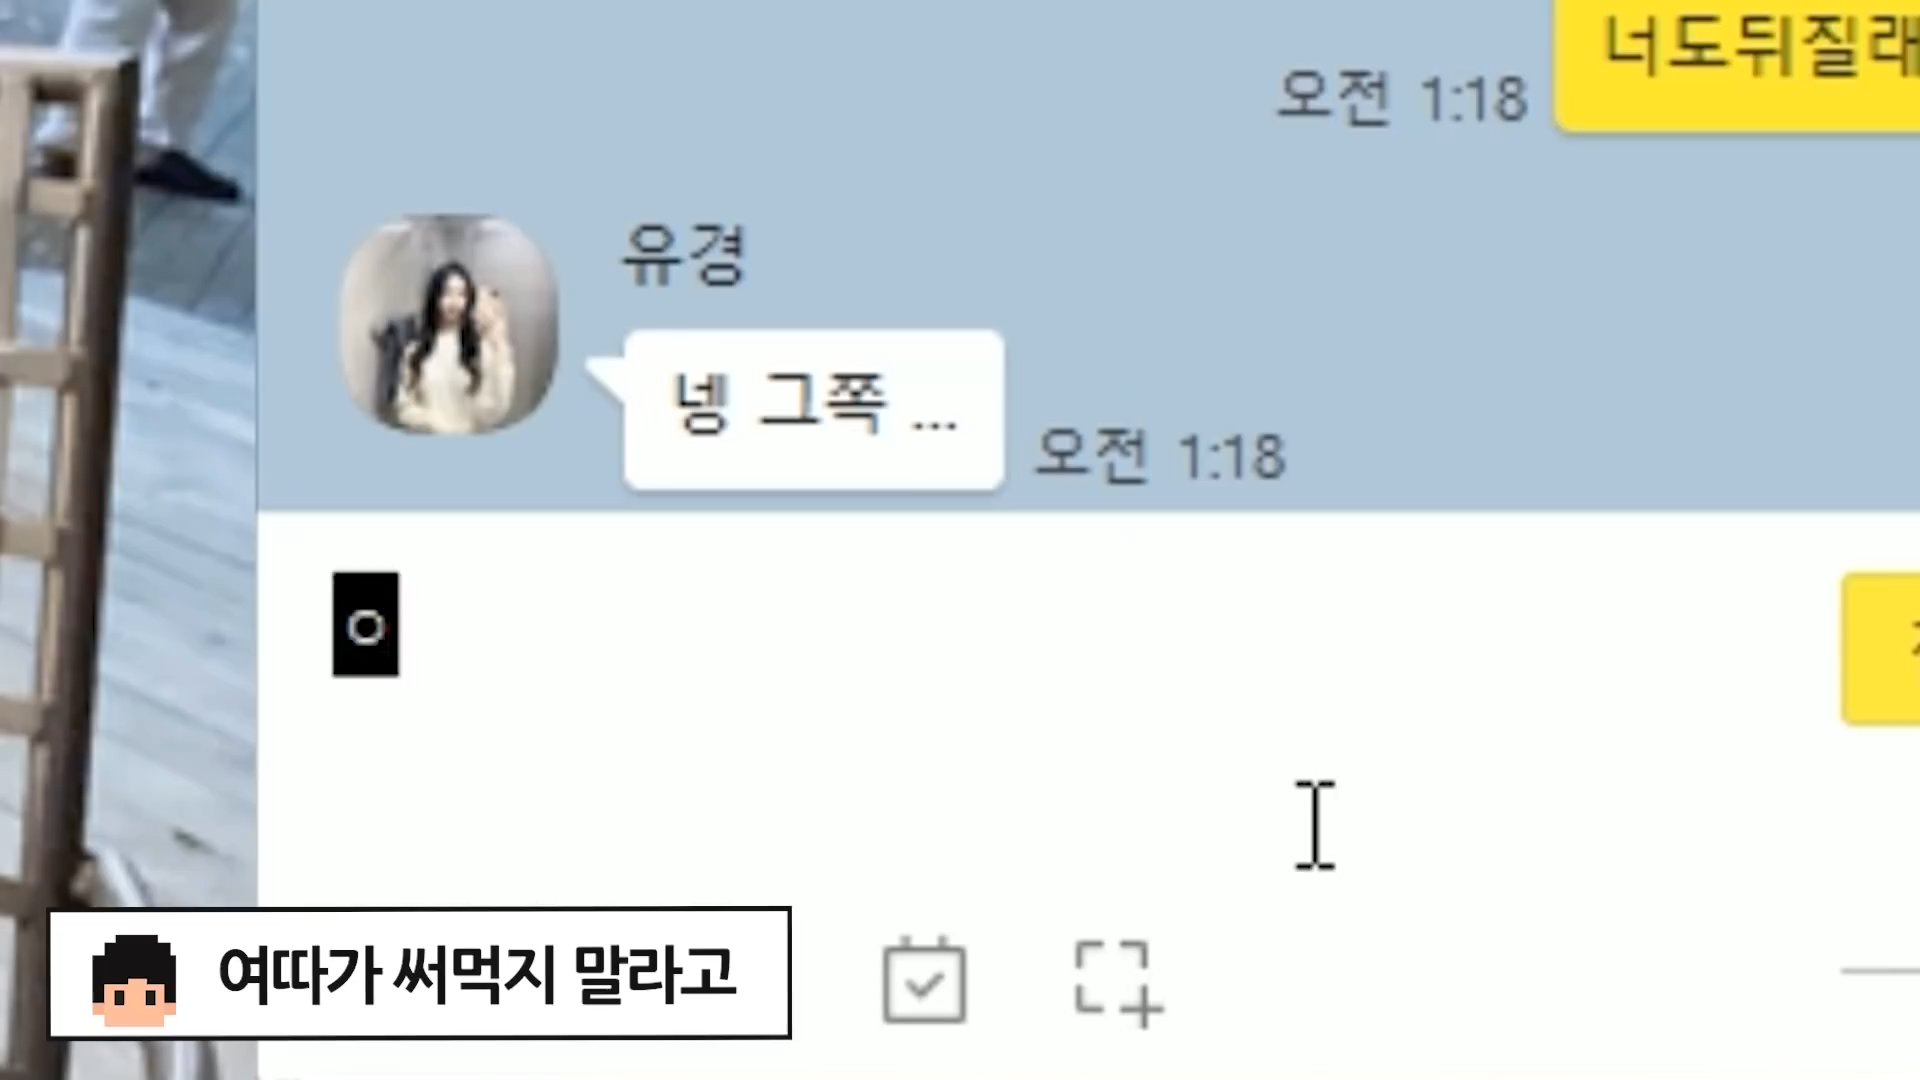 너도뒤질래
오전 1:18
유경
넹 그쪽 ...
오전 1:18
ㅇ
여따가 써먹지 말라고